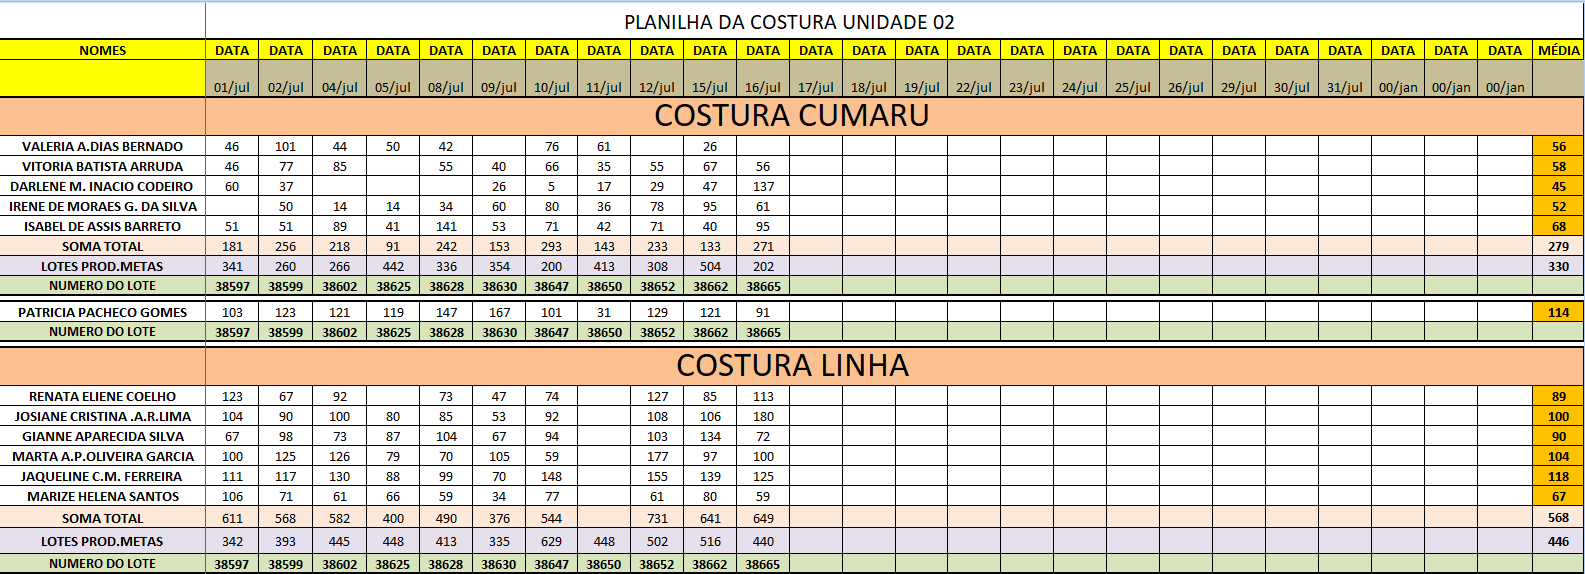 PLANILHA DA COSTURA UNIDADE 02
NOMES DATA DATA DATA DATA DATA DATA DATA DATA DATA DATA DATA DATA DATA DATA DATA DATA DATA DATA DATA DATA DATA DATA DATA DATA DATA MÉDIA
01/jul 02/jul 04/jul 05/jul 08/jul 09/jul 10/jul 11/jul 12/jul 15/jul 16/jul 17/jul 18/jul 19/jul 22/jul 23/jul 24/jul 25/jul 26/jul 29/jul 30/jul 31/jul 00/jan 00/jan 00/jan
COSTURA CUMARU
VALERIA A.DIAS BERNADO 46 101 44 50 42 76 61 26 56
VITORIA BATISTA ARRUDA 46 77 85 55 40 66 35 55 67 56 58
DARLENE M. INACIO CODEIRO 60 37 26 5 17 29 47 137 45
IRENE DE MORAES G. DA SILVA 50 14 14 34 60 80 36 78 95 61 52
ISABEL DE ASSIS BARRETO 51 51 89 41 141 53 71 42 71 40 95 68
SOMA TOTAL 181 256 218 91 242 153 293 143 233 133 271 279
LOTES PROD.METAS 341 260 266 442 336 354 200 413 308 504 202 330
NUMERO DO LOTE 38597 38599 38602 38625 38628 38630 38647 38650 38652 38662 38665
PATRICIA PACHECO GOMES 103 123 121 119 147 167 101 31 129 121 91 114
NUMERO DO LOTE 38597 38599 38602 38625 38628 38630 38647 38650 38652 38662 38665
COSTURA LINHA
RENATA ELIENE COELHO 123 67 92 73 47 74 127 85 113 89
JOSIANE CRISTINA .A.R.LIMA 104 90 100 80 85 53 92 108 106 180 100
GIANNE APARECIDA SILVA 67 98 73 87 104 67 94 103 134 72 90
MARTA A.P.OLIVEIRA GARCIA 100 125 126 79 70 105 59 177 97 100 104
JAQUELINE C.M. FERREIRA 111 117 130 88 99 70 148 155 139 125 118
MARIZE HELENA SANTOS 106 71 61 66 59 34 77 61 80 59 67
SOMA TOTAL 611 568 582 400 490 376 544 731 641 649 568
LOTES PROD.METAS 342 393 445 448 413 335 629 448 502 516 440 446
NUMERO DO LOTE 38597 38599 38602 38625 38628 38630 38647 38650 38652 38662 38665